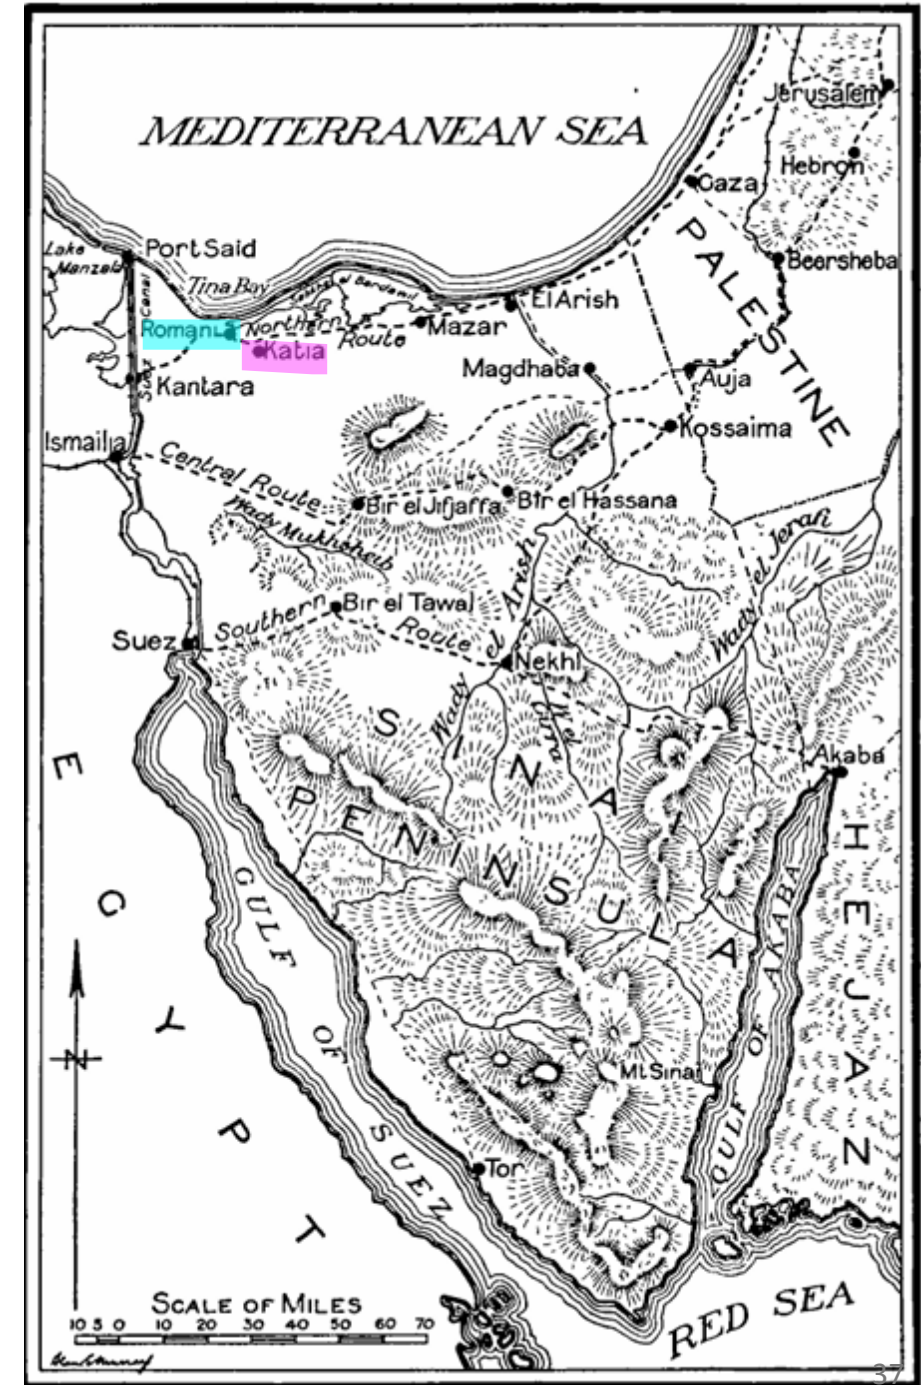 MEDITERRANEAN SEA
Jerusalem
Hebron
Gaza
PALESTINE
Beersheba
Lake
Manzala
Port Said
Tina Bay
el Bardawil
El Arish
Suez Canal
Romani
Northern
Route
Mazar
Katia
Kantara
Magdhaba
Auja
Kossaima
Ismailia
Central Route
Bir el Jifjaffa
Bir el Hassana
Wady Mukhsheib
Wady el Jerafi
Bir el Tawal
Suez
Southern
Route
Wady el Arish
Nekhl
Akaba
SINAI
PENINSULA
EGYPT
HEJAZ
GULF OF SUEZ
GULF OF AKABA
Mt Sinai
Tor
N
SCALE OF MILES
10 5 0 10 20 30 40 50 60 70
RED SEA
37